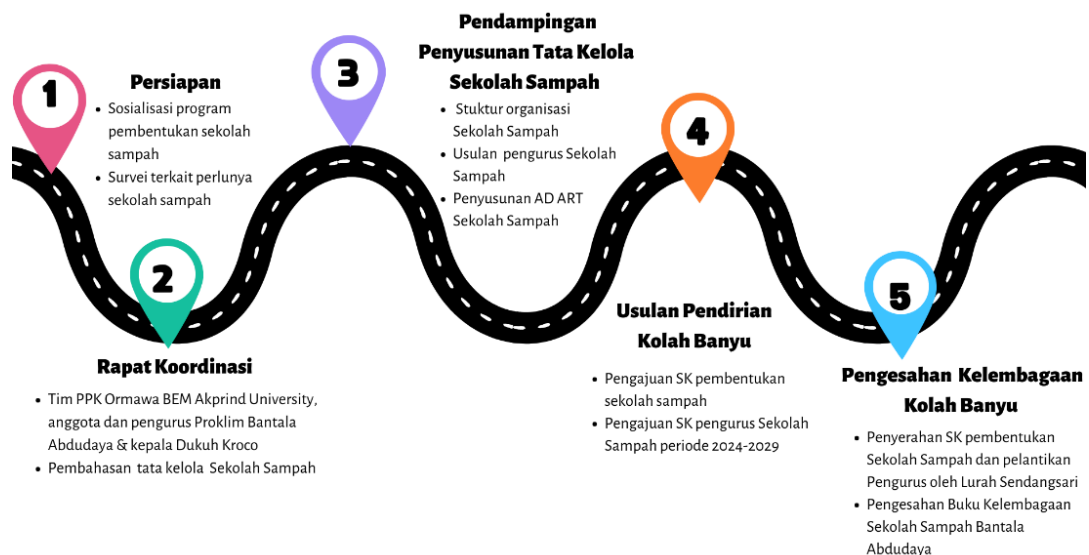 1
Persiapan
• Sosialisasi program
pembentukan sekolah
sampah
• Survei terkait perlunya
sekolah sampah
2
Rapat Koordinasi
• Tim PPK Ormawa BEM Akprind University,
anggota dan pengurus Proklim Bantala
Abdudaya & kepala Dukuh Kroco
• Pembahasan tata kelola Sekolah Sampah
3
Pendampingan
Penyusunan Tata Kelola
Sekolah Sampah
• Stuktur organisasi
Sekolah Sampah
• Usulan pengurus Sekolah
Sampah
• Penyusunan AD ART
Sekolah Sampah
4
Usulan Pendirian
Kolah Banyu
• Pengajuan SK pembentukan
sekolah sampah
• Pengajuan SK pengurus Sekolah
Sampah periode 2024-2029
5
Pengesahan Kelembagaan
Kolah Banyu
• Penyerahan SK pembentukan
Sekolah Sampah dan pelantikan
Pengurus oleh Lurah Sendangsari
• Pengesahan Buku Kelembagaan
Sekolah Sampah Bantala
Abdudaya